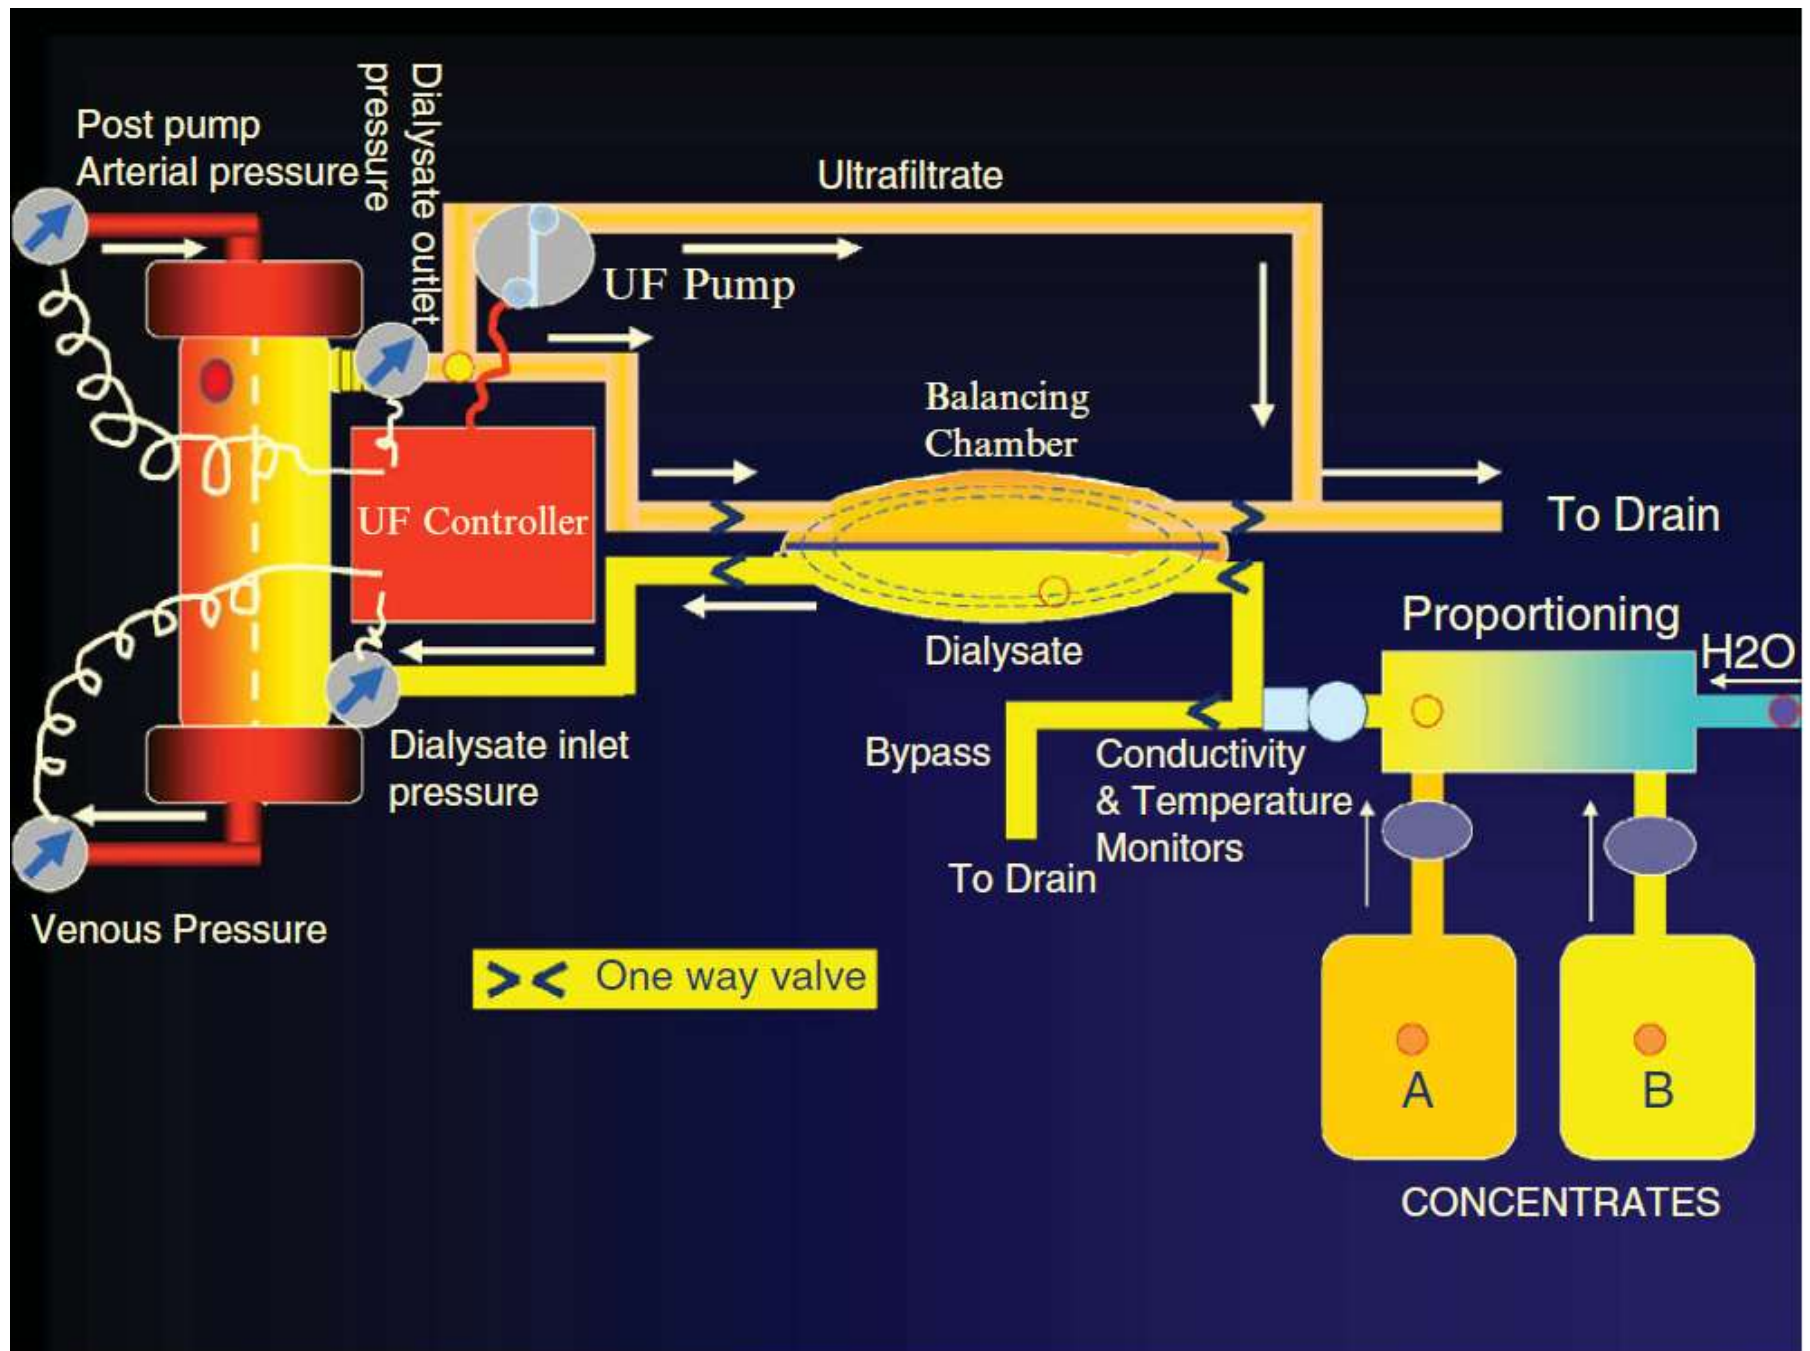 Post pump
Arterial pressure
Dialysate outlet
pressure
Ultrafiltrate
UF Pump
Balancing
Chamber
UF Controller
To Drain
Proportioning
H2O
Dialysate
Dialysate inlet
pressure
Bypass
Conductivity
& Temperature
Monitors
To Drain
Venous Pressure
One way valve
A
B
CONCENTRATES